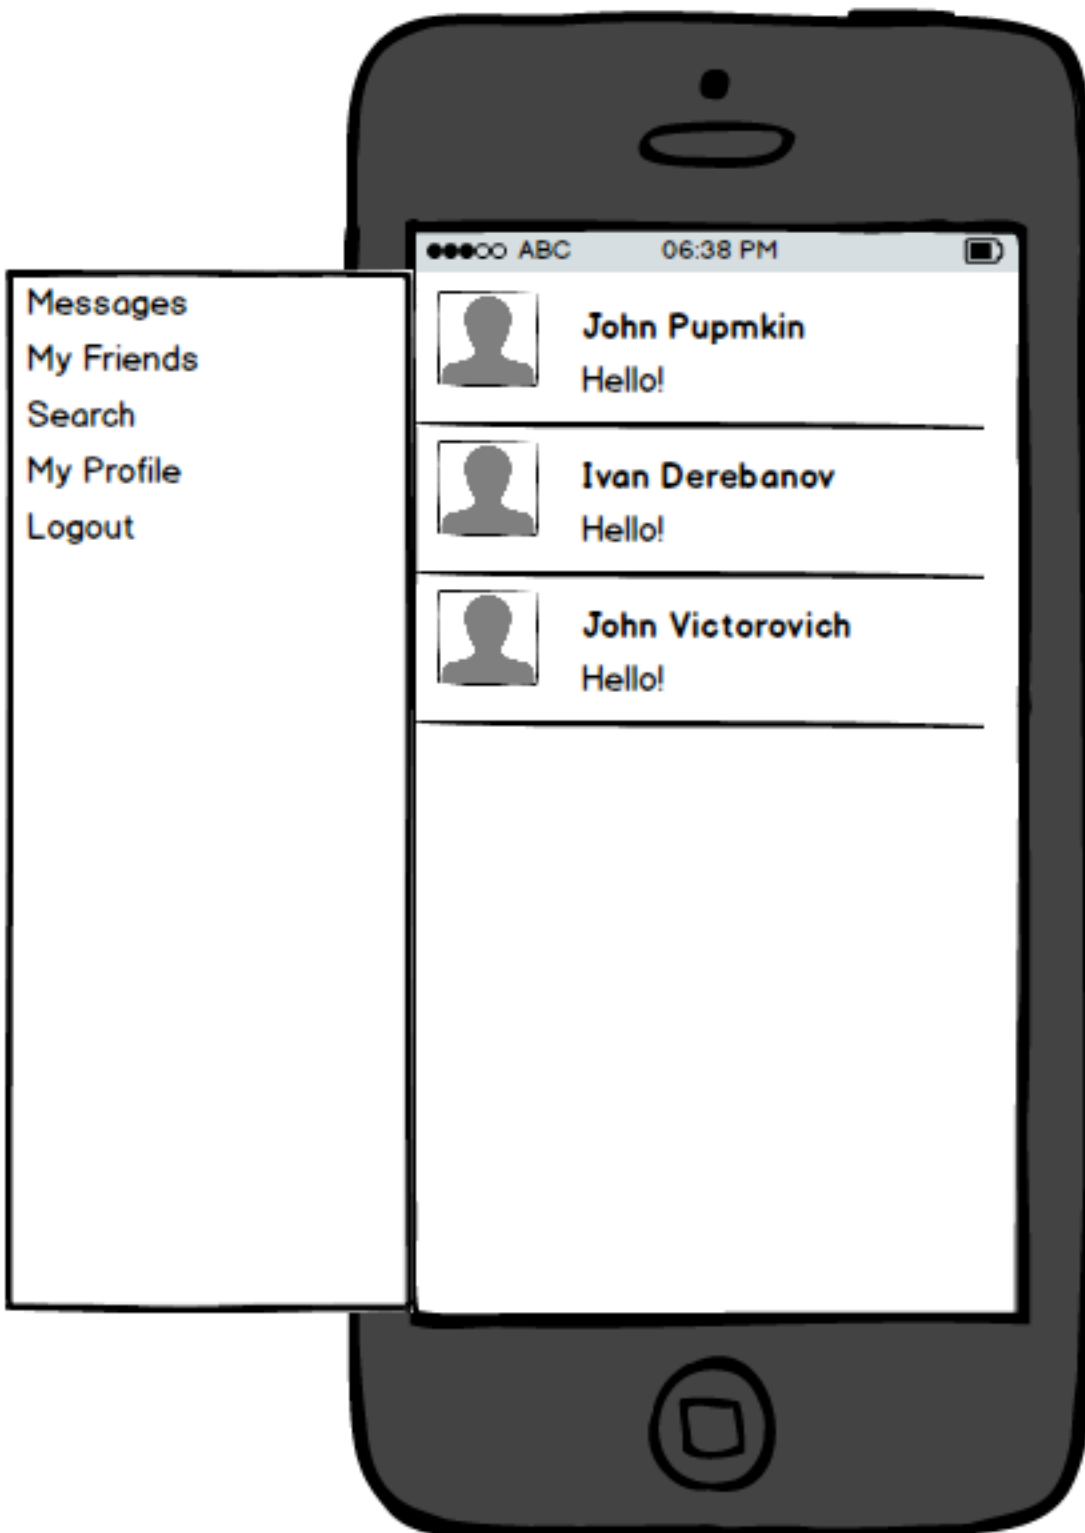 ABC 06:38 PM
Messages
My Friends
Search
My Profile
Logout
John Pupmkin
Hello!
Ivan Derebanov
Hello!
John Victorovich
Hello!